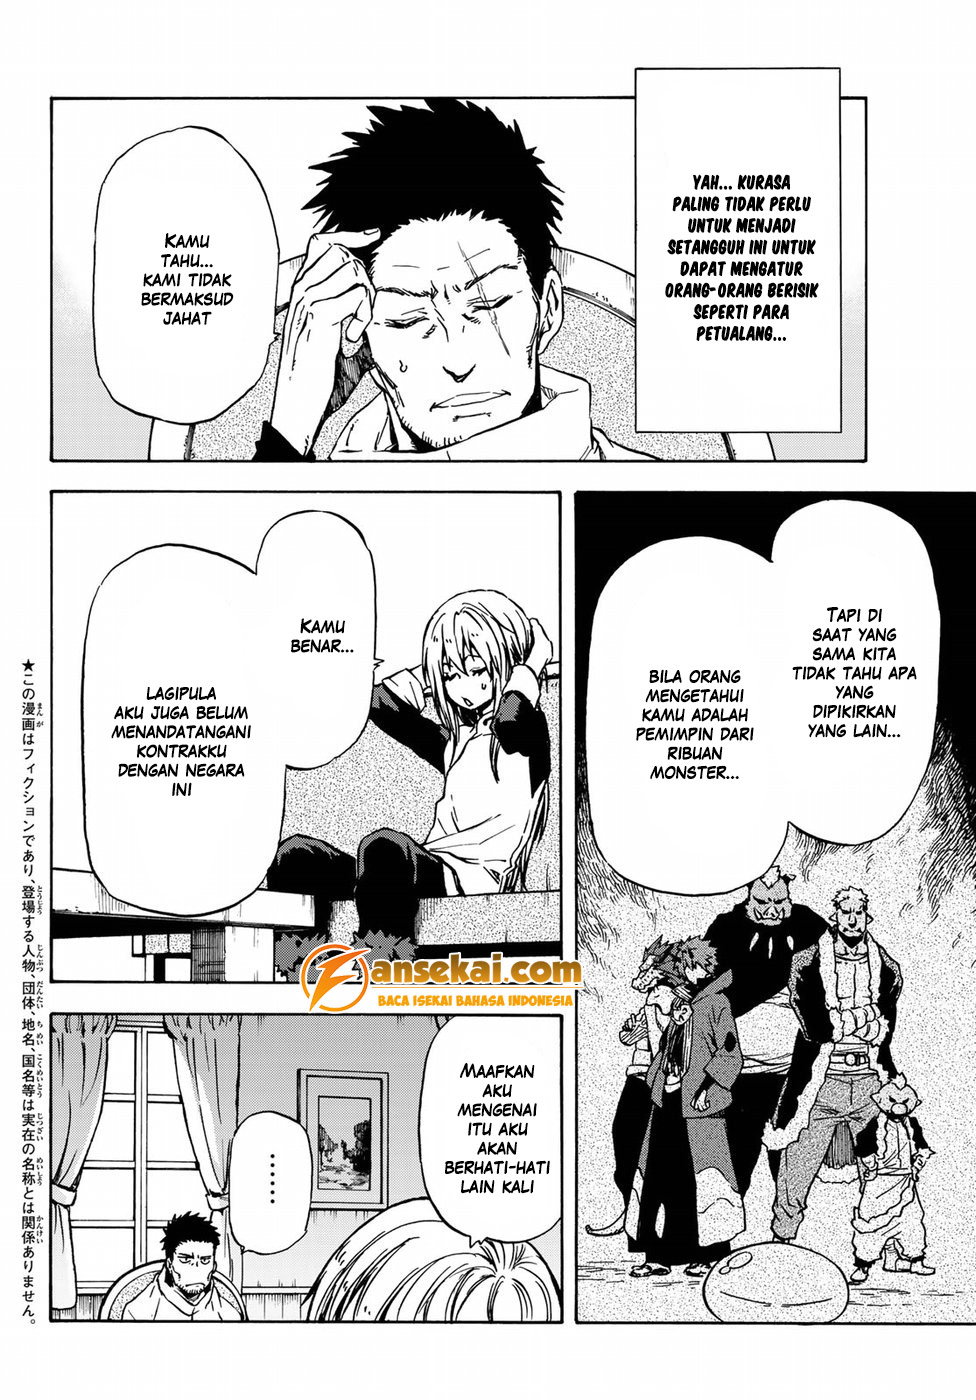 YAH... KURASA
PALING TIDAK PERLU
UNTUK MENJADI
SETANGGUH INI UNTUK
DAPAT MENGATUR
ORANG-ORANG BERISIK
SEPERTI PARA
PETUALANG...
KAMU
TAHU...
KAMI TIDAK
BERMAKSUD
JAHAT
TAPI DI
SAAT YANG
SAMA KITA
TIDAK TAHU APA
YANG
DIPIKIRKAN
YANG LAIN...
BILA ORANG
MENGETAHUI
KAMU ADALAH
PEMIMPIN DARI
RIBUAN
MONSTER...
KAMU
BENAR...
LAGIPULA
AKU JUGA BELUM
MENANDATANGANI
KONTRAKKU
DENGAN NEGARA
INI
ansekai.com
BACA ISEKAI BAHASA INDONESIA
MAAFKAN
AKU
MENGENAI
ITU AKU
AKAN
BERHATI-HATI
LAIN KALI
......
★この漫画はフィクションであり、登場する人物、団体、地名、国名等は実在の名称とは関係ありません。